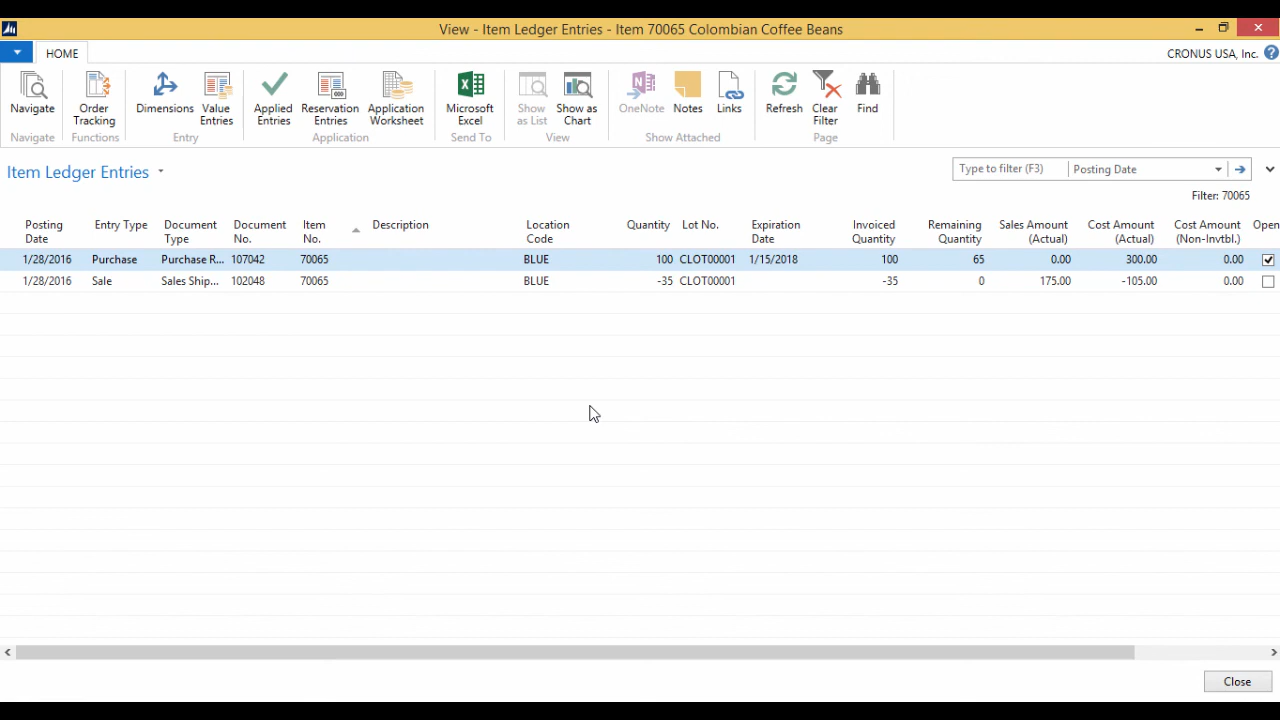 View - Item Ledger Entries - Item 70065 Colombian Coffee Beans
HOME
CRONUS USA, Inc. ?
Navigate
Order
Tracking
Dimensions
Value
Entries
Applied
Entries
Reservation
Entries
Application
Worksheet
Microsoft
Excel
Show
as List
Show as
Chart
OneNote
Notes
Links
Refresh
Clear
Filter
Find
Navigate
Functions
Entry
Application
Send To
View
Show Attached
Page
Item Ledger Entries
Type to filter (F3)
Posting Date
Filter: 70065
Posting
Date
Entry Type
Document
Type
Document
No.
Item
No.
Description
Location
Code
Quantity
Lot No.
Expiration
Date
Invoiced
Quantity
Remaining
Quantity
Sales Amount
(Actual)
Cost Amount
(Actual)
Cost Amount
(Non-Invtbl.)
Open
1/28/2016 Purchase Purchase R... 107042 70065 BLUE 100 CLOT00001 1/15/2018 100 65 0.00 300.00 0.00
1/28/2016 Sale Sales Ship... 102048 70065 BLUE -35 CLOT00001 -35 0 175.00 -105.00 0.00
Close